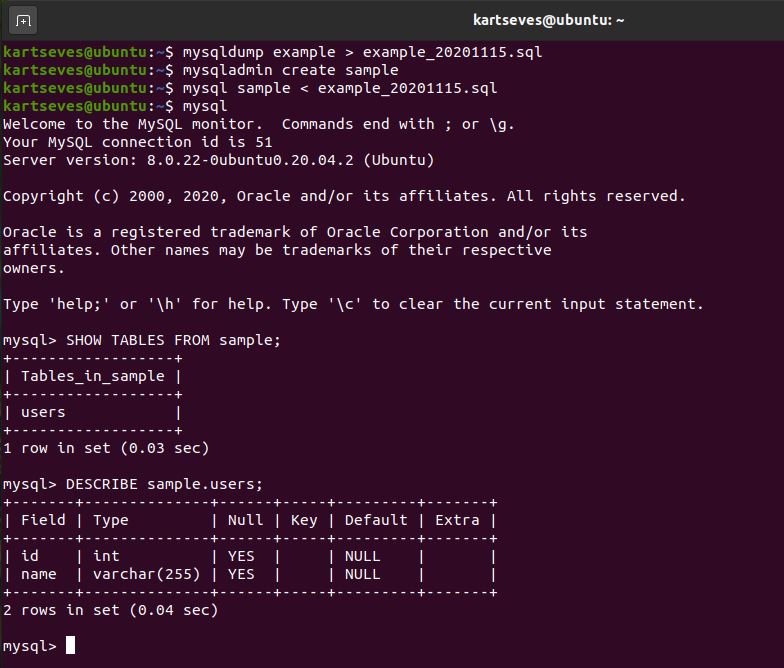 kartseves@ubuntu: ~
kartseves@ubuntu:~$ mysqldump example > example_20201115.sql
kartseves@ubuntu:~$ mysqladmin create sample
kartseves@ubuntu:~$ mysql sample < example_20201115.sql
kartseves@ubuntu:~$ mysql
Welcome to the MySQL monitor.  Commands end with ; or \g.
Your MySQL connection id is 51
Server version: 8.0.22-0ubuntu0.20.04.2 (Ubuntu)
Copyright (c) 2000, 2020, Oracle and/or its affiliates. All rights reserved.
Oracle is a registered trademark of Oracle Corporation and/or its
affiliates. Other names may be trademarks of their respective
owners.
Type 'help;' or '\h' for help. Type '\c' to clear the current input statement.
mysql> SHOW TABLES FROM sample;
+------------------+
| Tables_in_sample |
+------------------+
| users            |
+------------------+
1 row in set (0.03 sec)
mysql> DESCRIBE sample.users;
+-------+--------------+------+-----+---------+-------+
| Field | Type         | Null | Key | Default | Extra |
+-------+--------------+------+-----+---------+-------+
| id    | int          | YES  |     | NULL    |       |
| name  | varchar(255) | YES  |     | NULL    |       |
+-------+--------------+------+-----+---------+-------+
2 rows in set (0.04 sec)
mysql>